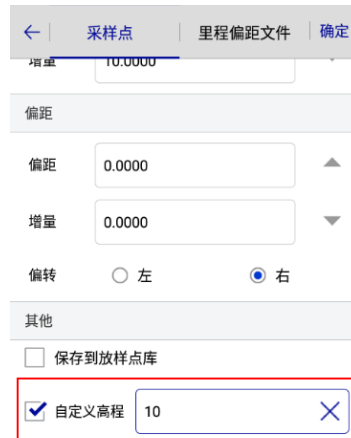 采样点 里程偏距文件 确定
增量 10.0000
偏距
偏距 0.0000
增量 0.0000
偏转 左 右
其他
保存到放样点库
自定义高程 10